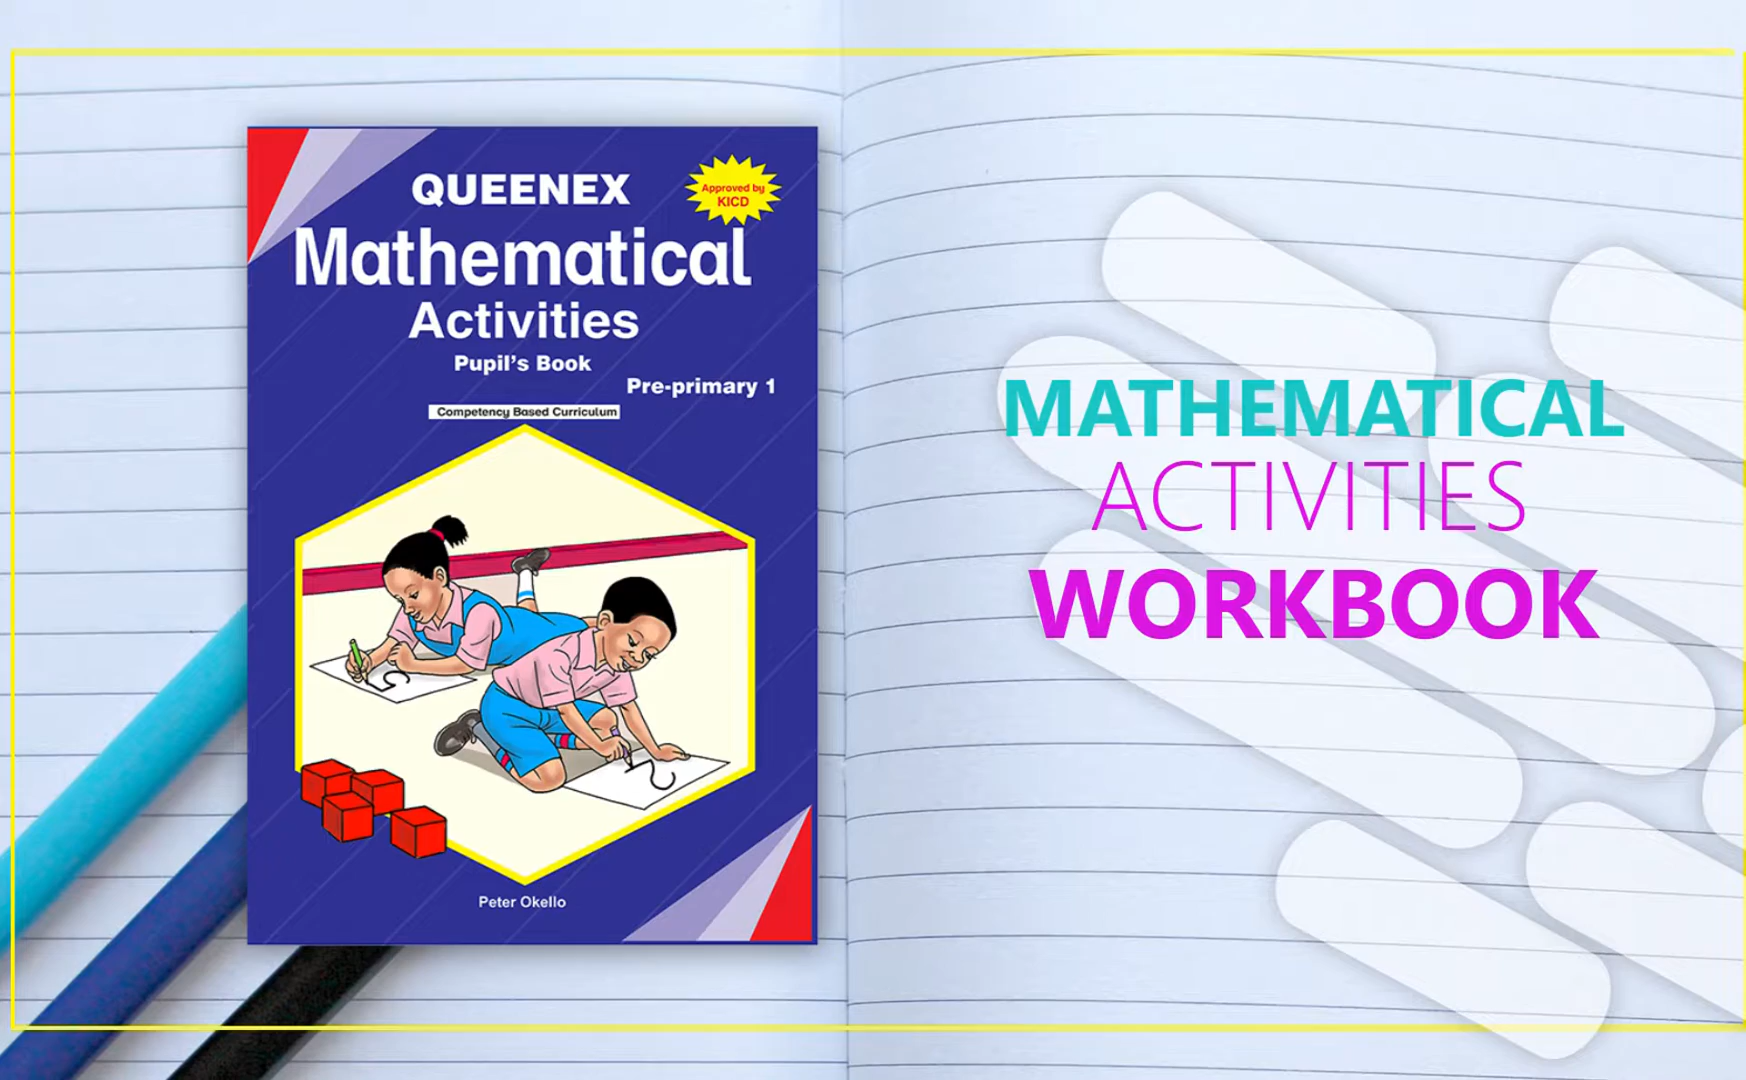 QUEENEX
Approved by
KICD
Mathematical
Activities
Pupil's Book
Pre-primary 1
Competency Based Curriculum
Peter Okello
MATHEMATICAL
ACTIVITIES
WORKBOOK